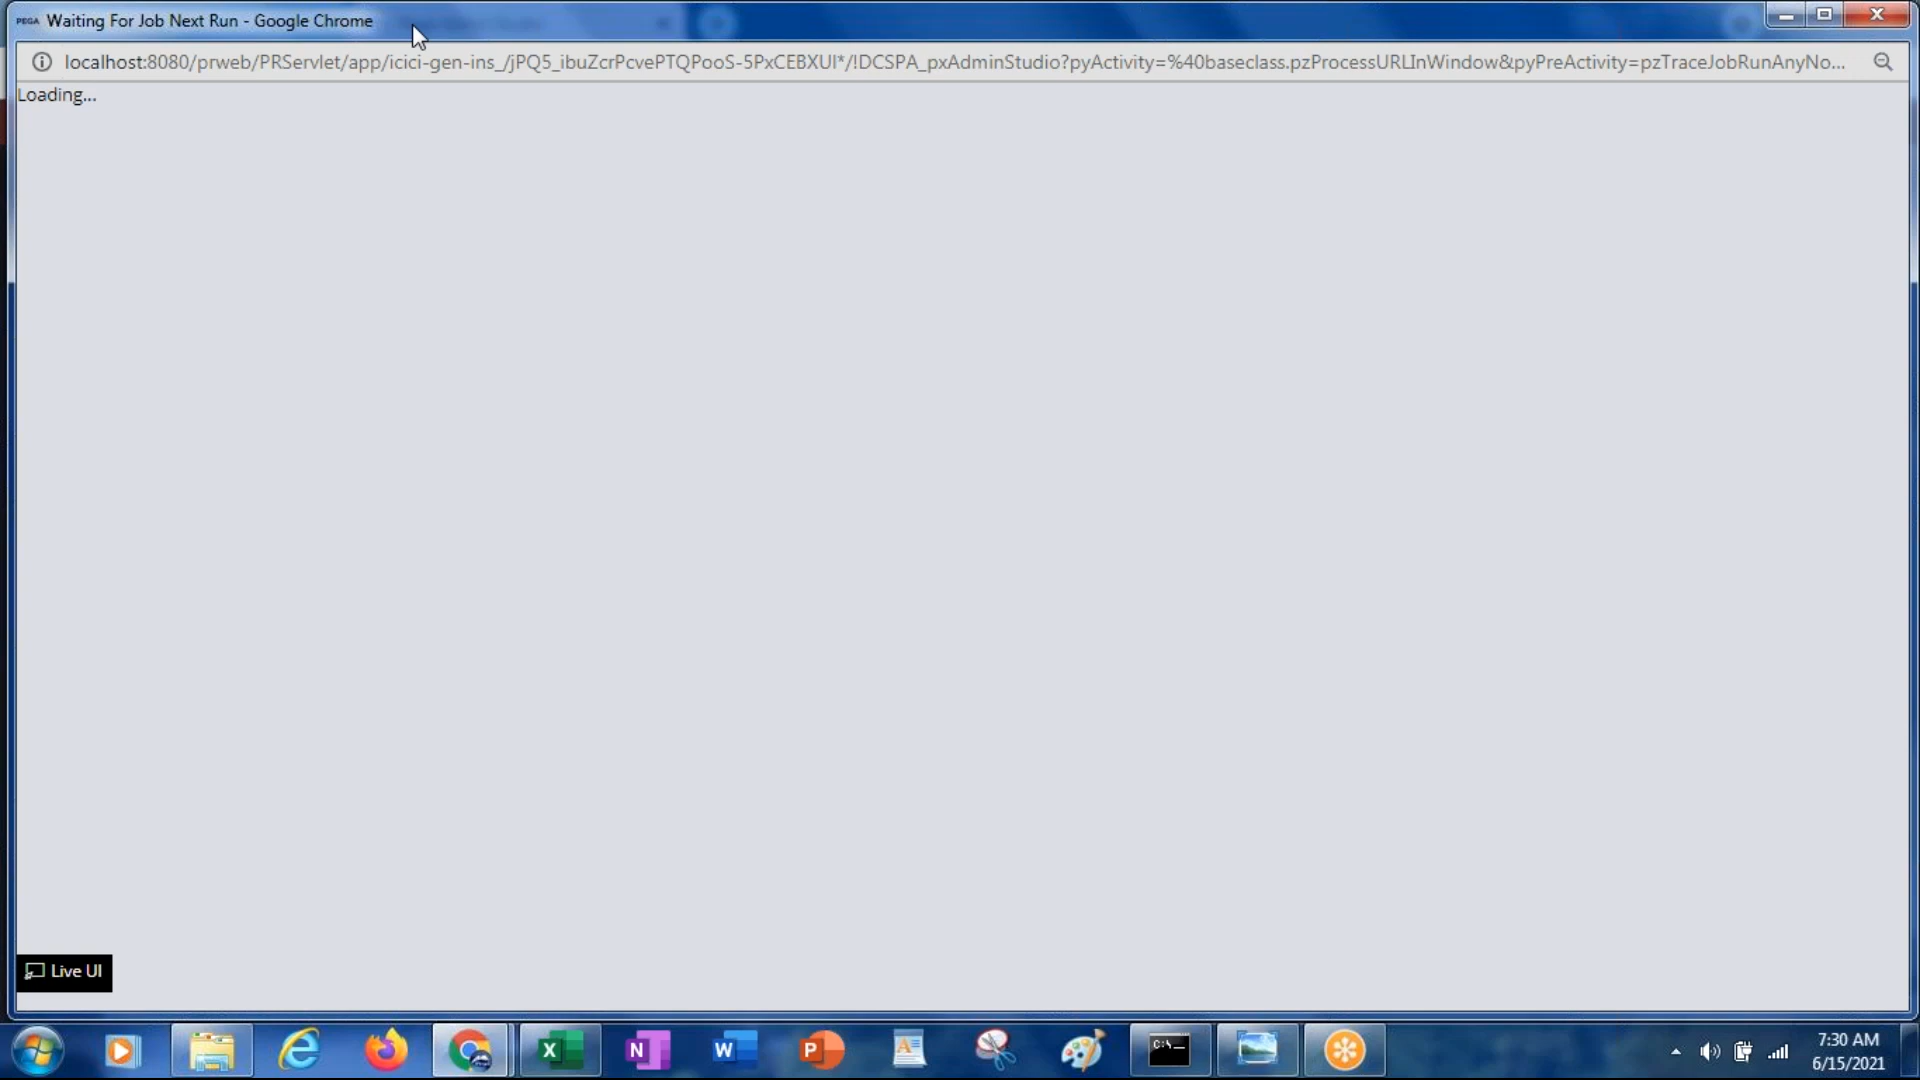 PEGA Waiting For Job Next Run - Google Chrome
localhost:8080/prweb/PRServlet/app/icici-gen-ins_/jPQ5_ibuZcrPcvePTQPooS-5PxCEBXUl*/!DCSPA_pxAdminStudio?pyActivity=%40baseclass.pzProcessURLInWindow&pyPreActivity=pzTraceJobRunAnyNo...
Loading...
Live UI
7:30 AM
6/15/2021